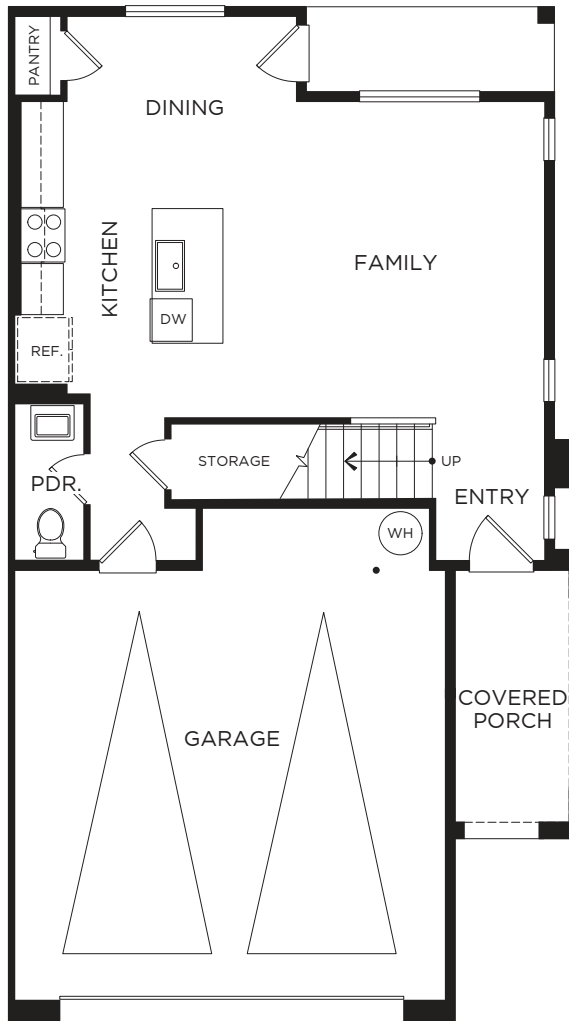 PANTRY
DINING
KITCHEN
FAMILY
DW
REF.
STORAGE
UP
PDR.
ENTRY
WH
COVERED
PORCH
GARAGE